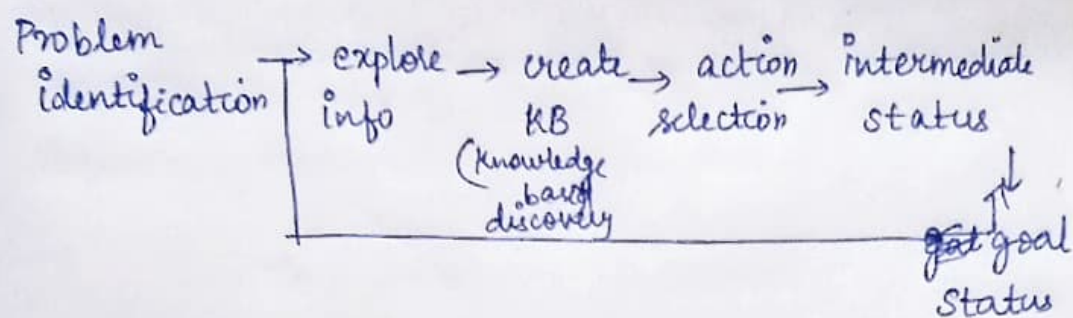 Problem
identification → explore → create → action → intermediate
info KB selection status
(knowledge
based
discovery
goal
status